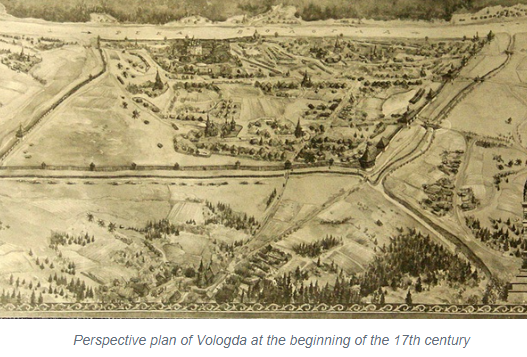 Perspective plan of Vologda at the beginning of the 17th century